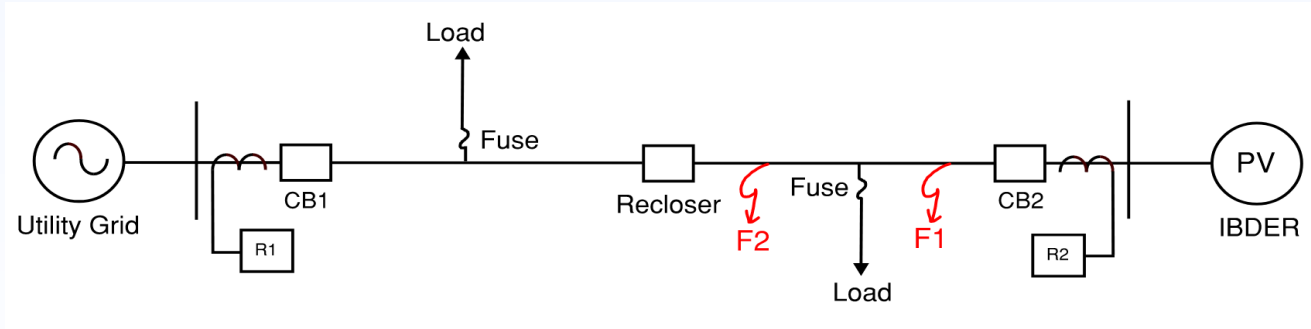 Load
Fuse
CB1
Utility Grid
R1
Recloser
F2
Fuse
Load
F1
CB2
R2
PV
IBDER